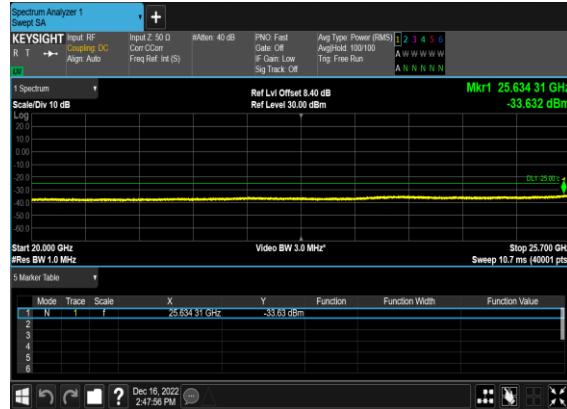 Spectrum Analyzer 1
Swept SA
+
KEYSIGHT Input: RF Input Z: 50 Ω #Atten: 40 dB PNO: Fast Avg Type: Power (RMS) 1 2 3 4 5 6
R T Coupling: DC Corr CCorr Gate: Off Avg|Hold: 100/100 A W W W W W
Align: Auto Freq Ref: Int (S) IF Gain: Low Trig: Free Run
Sig Track: Off A N N N N N
1 Spectrum Ref Lvl Offset 8.40 dB Mkr1 25.634 31 GHz
Scale/Div 10 dB Ref Level 30.00 dBm -33.632 dBm
Log
20.0
10.0
0.00
-10.0
-20.0
DL1 -25.00
-30.0
-40.0
-50.0
-60.0
Start 20.000 GHz Video BW 3.0 MHz* Stop 25.700 GH
#Res BW 1.0 MHz Sweep 10.7 ms (40001 pts
5 Marker Table
Mode Trace Scale X Y Function Function Width Function Value
1 N 1 f 25.634 31 GHz -33.63 dBm
2
3
4
5
6
? Dec 16, 2022
2:47:56 PM